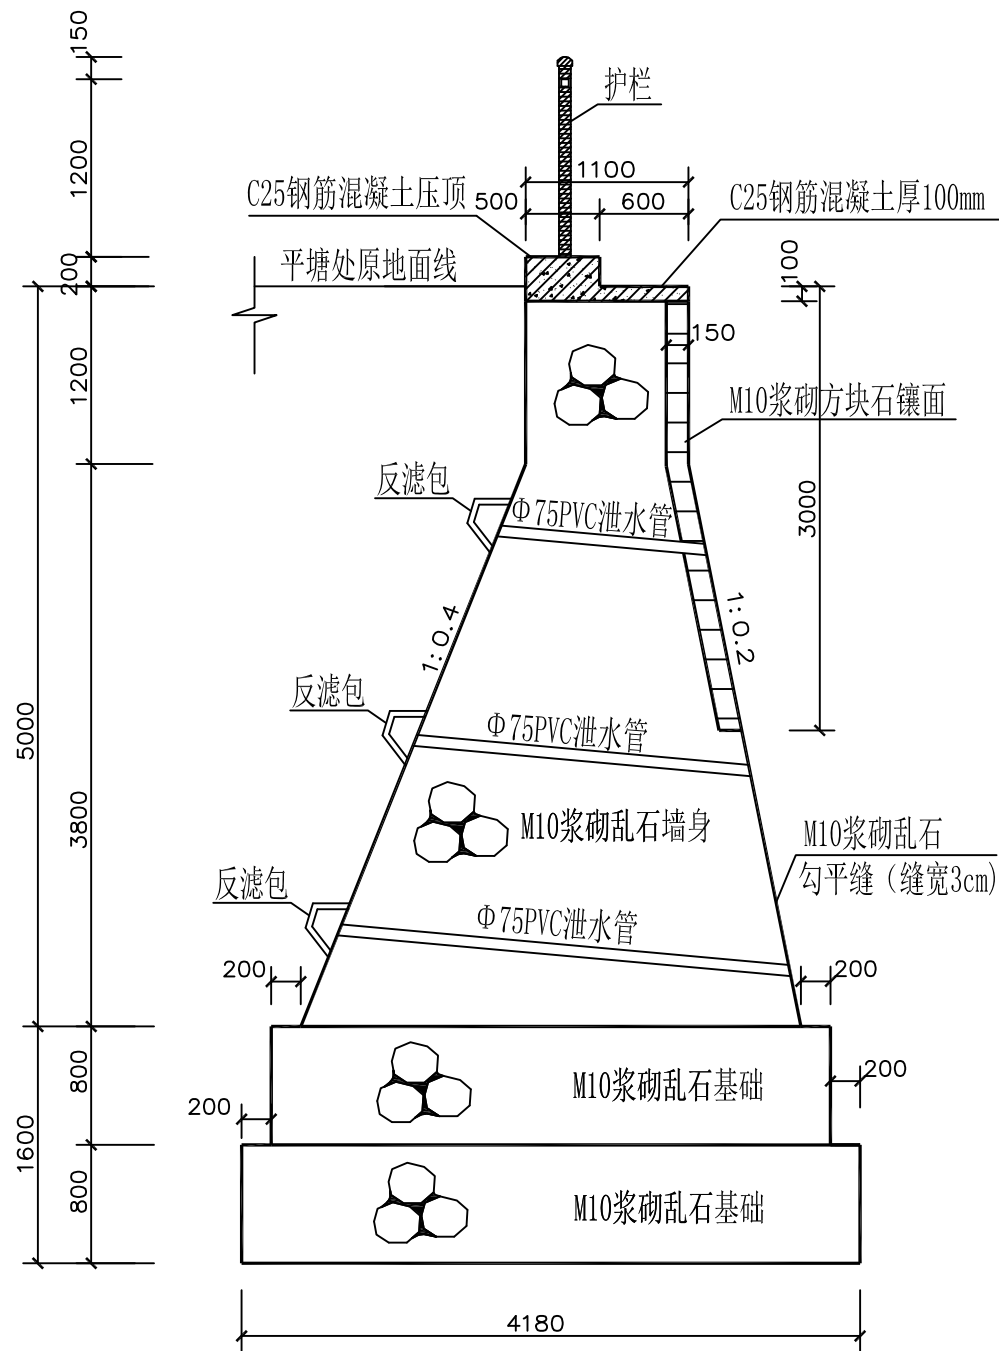 150
护栏
1200
1100
C25钢筋混凝土压顶
500
600
C25钢筋混凝土厚100mm
200
平塘处原地面线
100
1200
150
M10浆砌方块石镶面
反滤包
Φ75PVC泄水管
3000
1:0.4
1:0.2
反滤包
Φ75PVC泄水管
5000
3800
M10浆砌乱石墙身
M10浆砌乱石
勾平缝（缝宽3cm）
反滤包
Φ75PVC泄水管
200
200
800
M10浆砌乱石基础
200
200
1600
800
M10浆砌乱石基础
4180